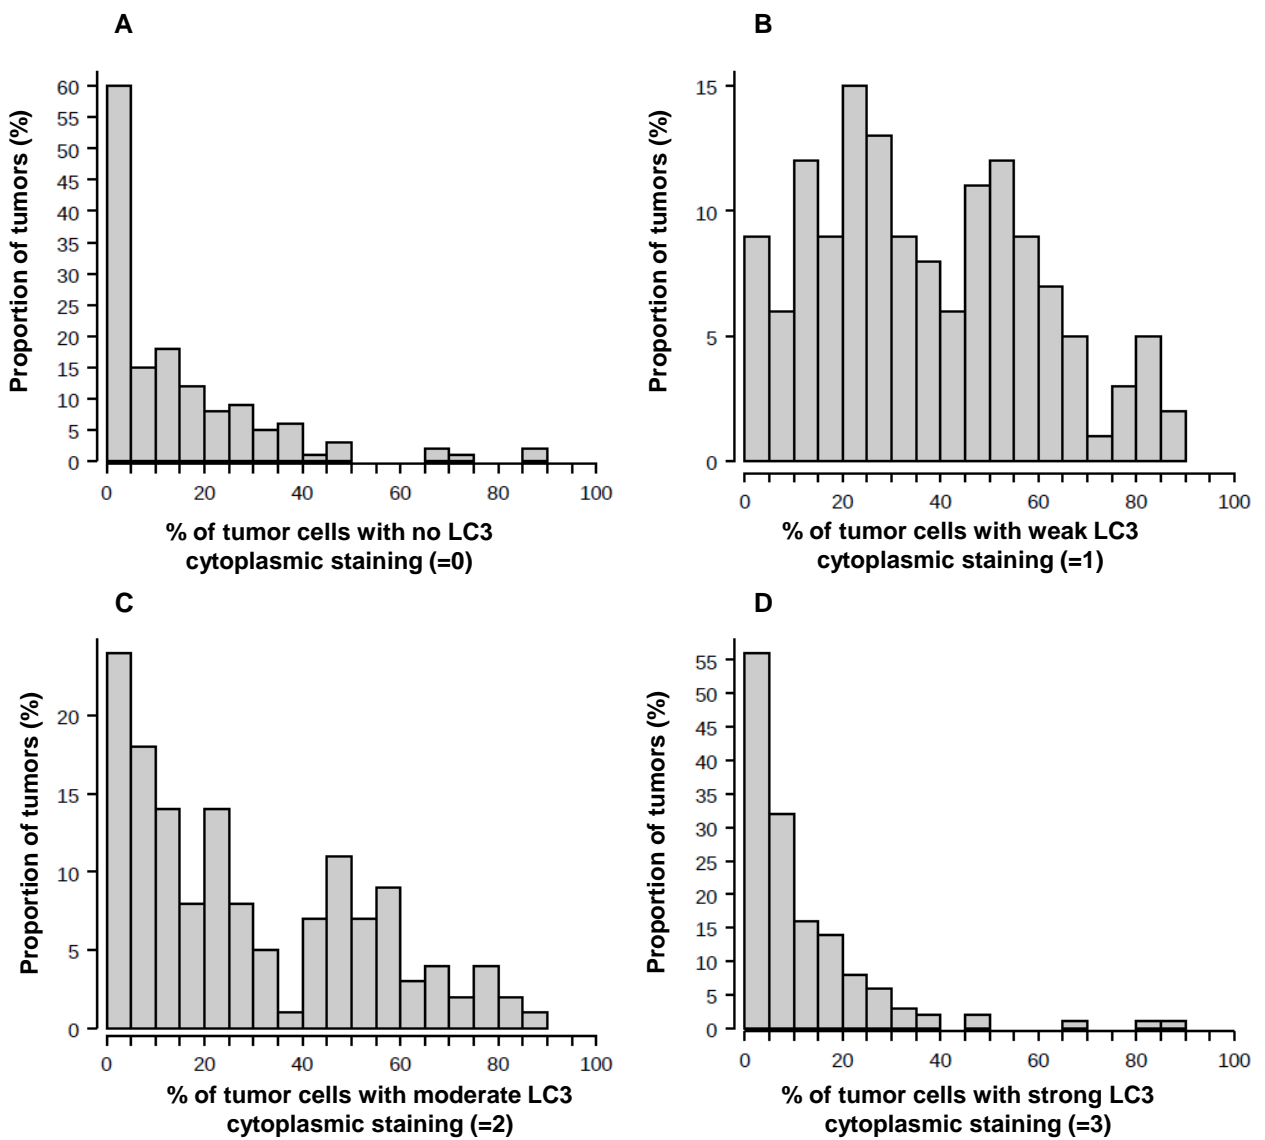 A
Proportion of tumors (%)
60
55
50
45
40
35
30
25
20
15
10
5
0
0 20 40 60 80 100
% of tumor cells with no LC3
cytoplasmic staining (=0)
B
Proportion of tumors (%)
15
10
5
0
0 20 40 60 80 100
% of tumor cells with weak LC3
cytoplasmic staining (=1)
C
Proportion of tumors (%)
20
15
10
5
0
0 20 40 60 80 100
% of tumor cells with moderate LC3
cytoplasmic staining (=2)
D
Proportion of tumors (%)
55
50
45
40
35
30
25
20
15
10
5
0
0 20 40 60 80 100
% of tumor cells with strong LC3
cytoplasmic staining (=3)